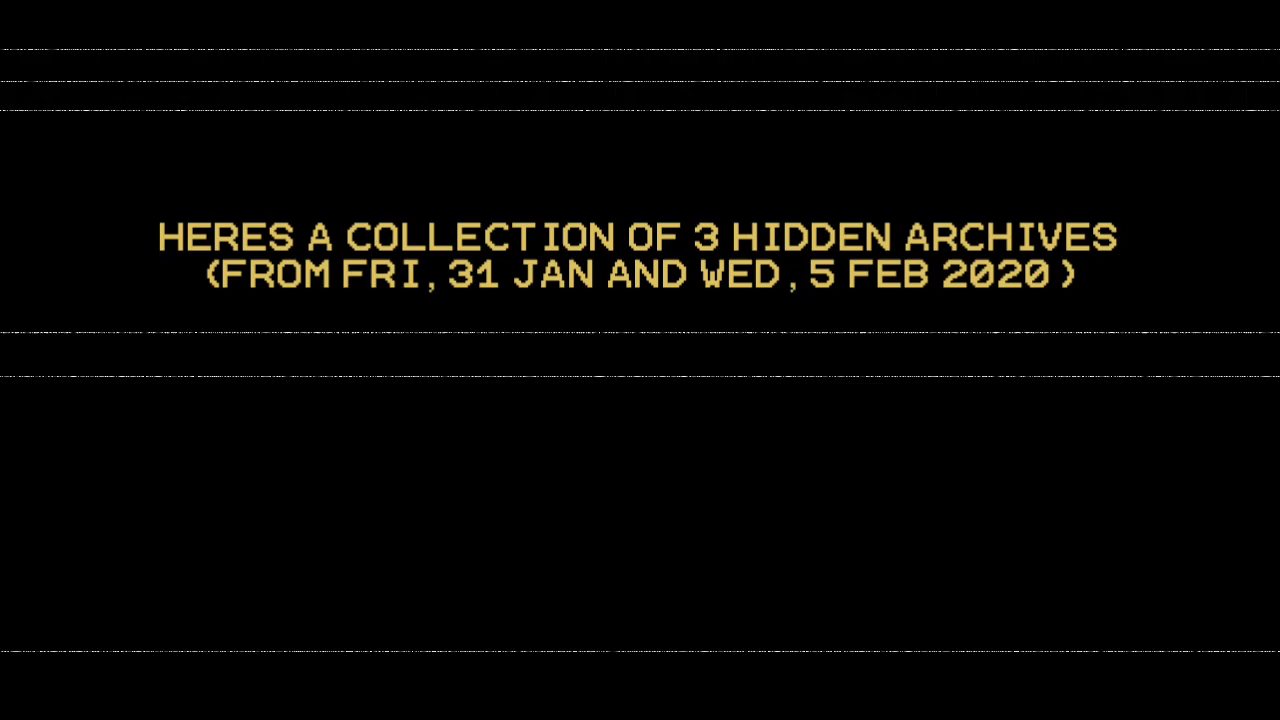 HERES A COLLECTION OF 3 HIDDEN ARCHIVES
(FROM FRI, 31 JAN AND WED, 5 FEB 2020)